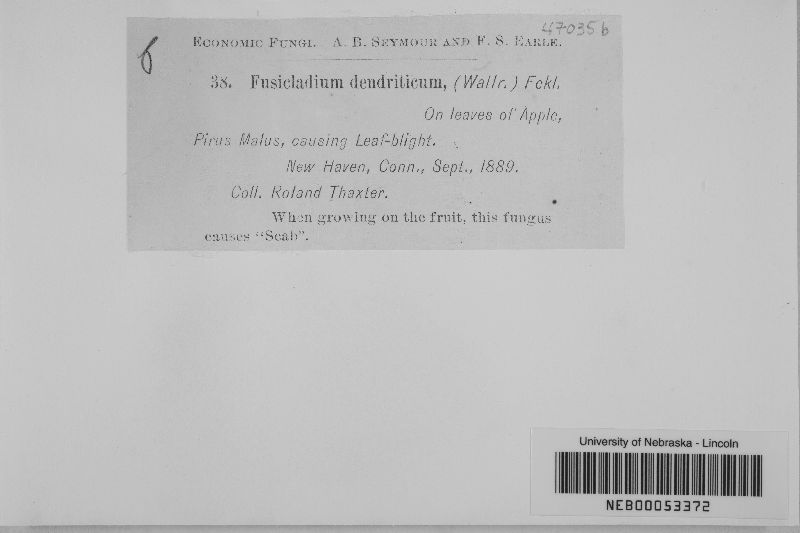 47035b
6
ECONOMIC FUNGI. A. B. SEYMOUR AND F. S. EARLE.
38. Fusicladium dendriticum, (Wallr.) Fckl.
On leaves of Apple,
Pirus Malus, causing Leaf-blight.
New Haven, Conn., Sept., 1889.
Coll. Roland Thaxter.
When growing on the fruit, this fungus
causes "Scab".
University of Nebraska - Lincoln
NEB00053372